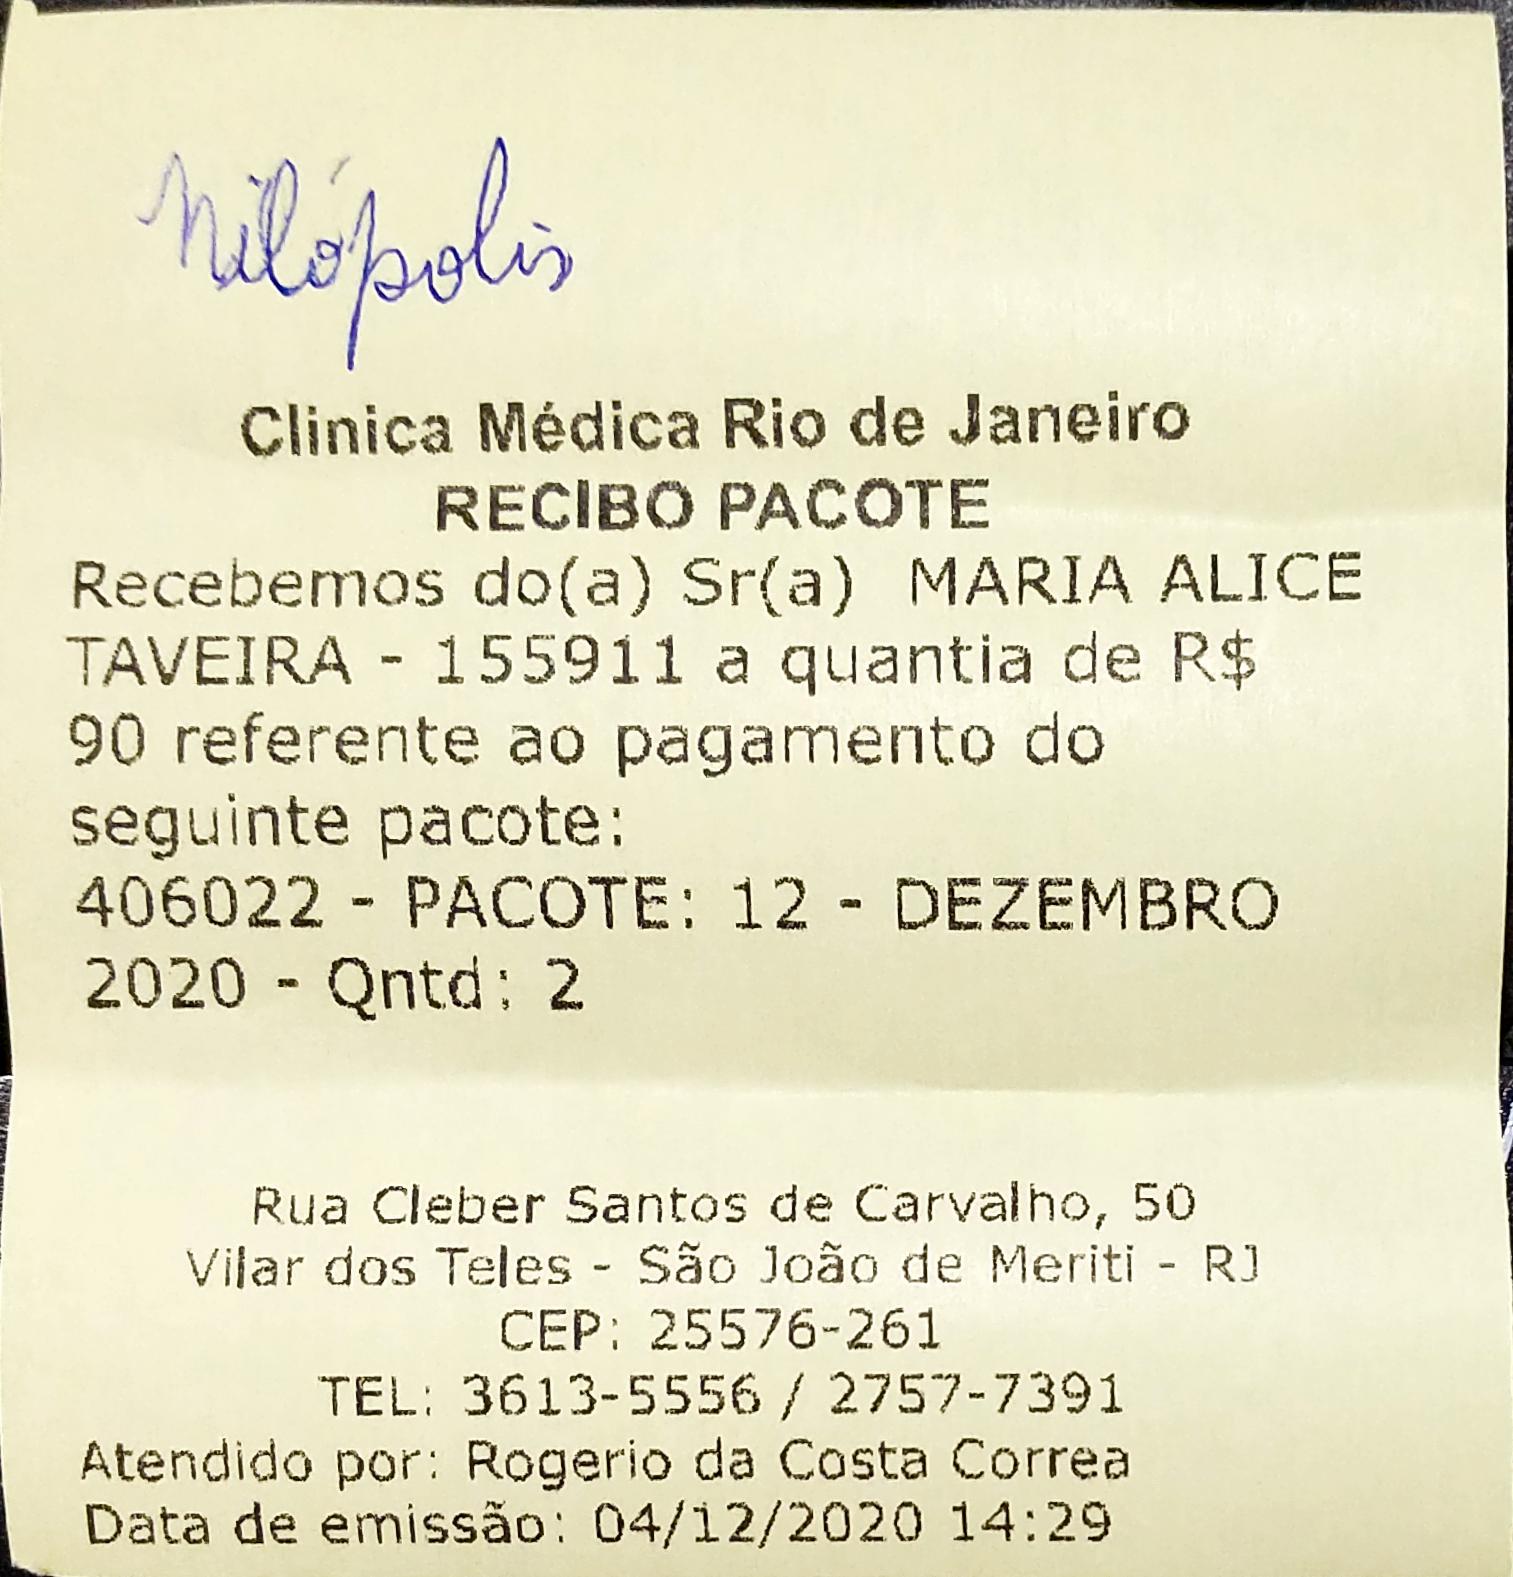 Nilópolis
Clinica Médica Rio de Janeiro
RECIBO PACOTE
Recebemos do(a) Sr(a) MARIA ALICE
TAVEIRA - 155911 a quantia de R$
90 referente ao pagamento do
seguinte pacote:
406022 - PACOTE: 12 - DEZEMBRO
2020 - Qntd: 2
Rua Cleber Santos de Carvalho, 50
Vilar dos Teles - São João de Meriti - RJ
CEP: 25576-261
TEL: 3613-5556 / 2757-7391
Atendido por: Rogerio da Costa Correa
Data de emissão: 04/12/2020 14:29